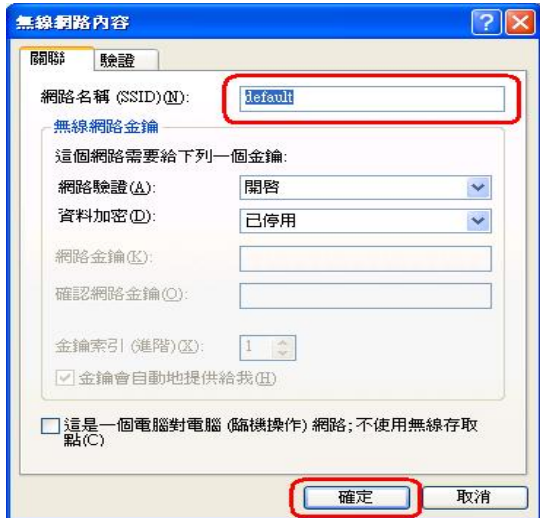 無線網路內容
關聯 驗證
網路名稱 (SSID)(N): default
無線網路金鑰
這個網路需要給下列一個金鑰:
網路驗證(A): 開啓
資料加密(D): 已停用
網路金鑰(K):
確認網路金鑰(O):
金鑰索引 (進階)(X): 1
金鑰會自動地提供給我(H)
這是一個電腦對電腦 (臨機操作) 網路; 不使用無線存取
點(C)
確定 取消